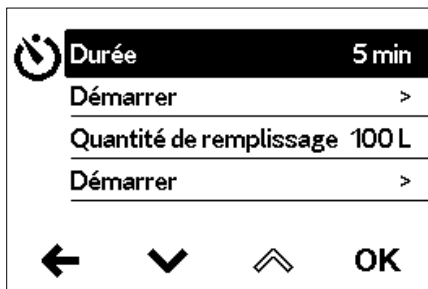 Durée 5 min
Démarrer >
Quantité de remplissage 100 L
Démarrer >
OK